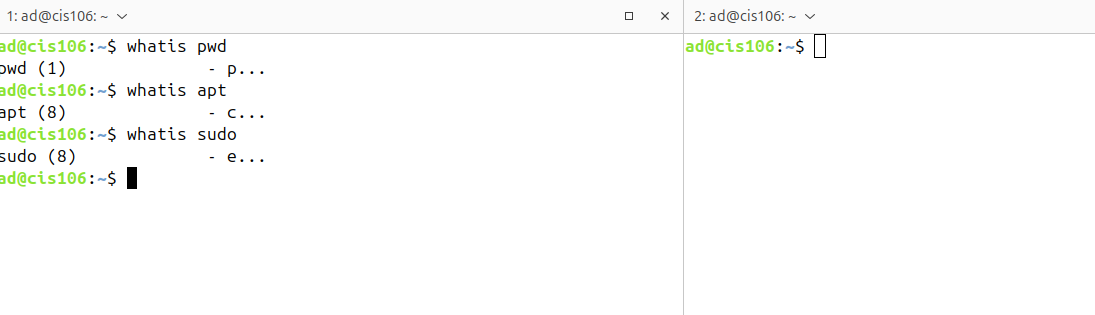 1: ad@cis106: ~
2: ad@cis106: ~
ad@cis106:~$ whatis pwd
pwd (1)              - p...
ad@cis106:~$ whatis apt
apt (8)              - c...
ad@cis106:~$ whatis sudo
sudo (8)             - e...
ad@cis106:~$
ad@cis106:~$